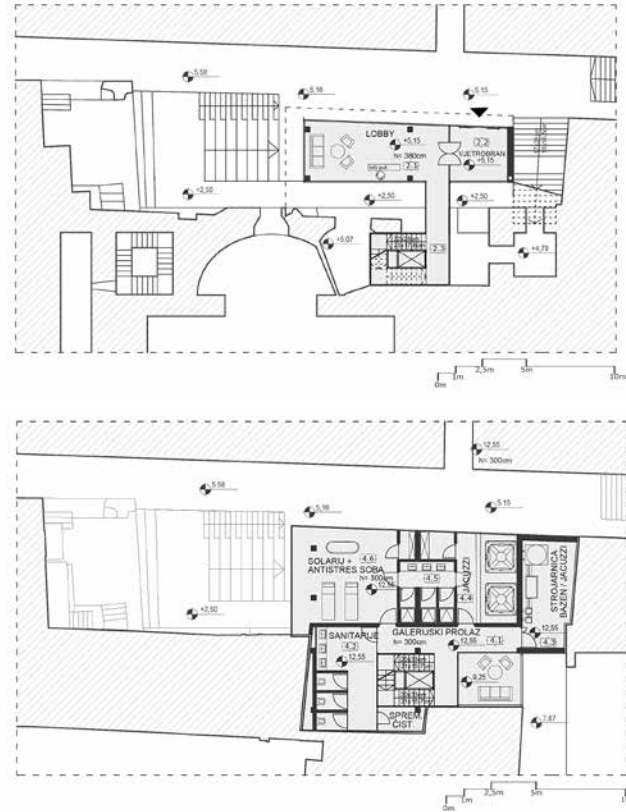 5,58
5,16
5,15
LOBBY
+5,15
h= 380cm
2.1
2.2
VJETROBRAN
+5,15
+2,50
+2,50
+2,50
+5,07
2.3
+4,79
0m
1m
2,5m
5m
10m
12,55
h= 300cm
5.58
5,16
5.15
SOLARIJ +
ANTISTRES SOBA
4.6
h= 300cm
4.5
4.4
JACUZZI
STROJARNICA
BAZEN / JACUZZI
+2,50
SANITARIJE
4.2
12,55
GALERIJSKI PROLAZ
h= 300cm
12,55
4.1
12,55
4.3
9,25
SPREM.
ČIST.
7,67
0m
1m
2,5m
5m